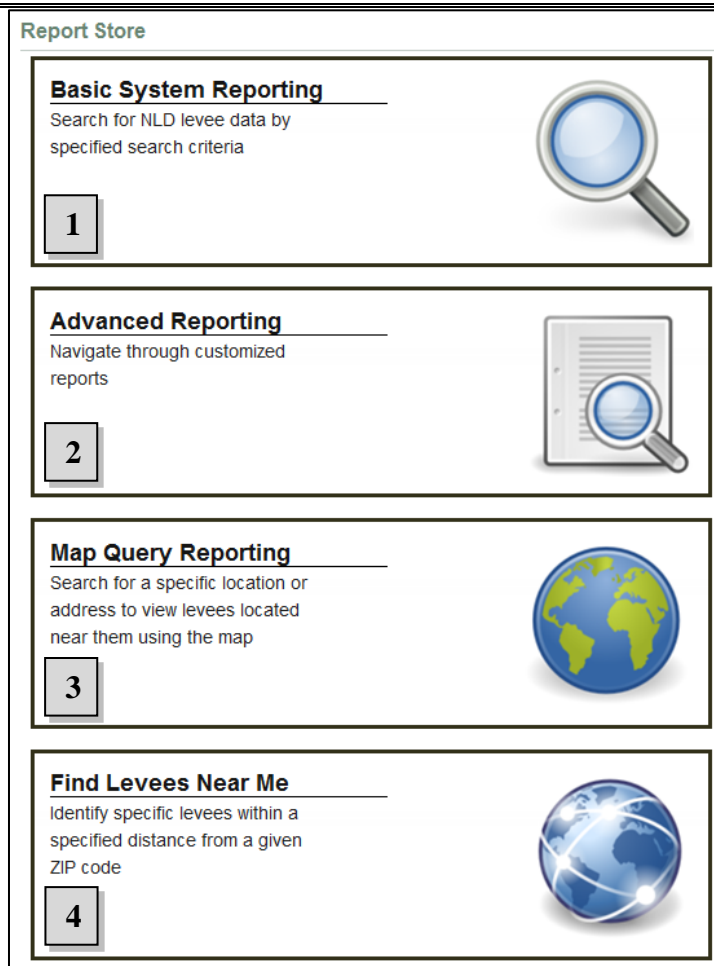 Report Store
Basic System Reporting
Search for NLD levee data by
specified search criteria
1
Advanced Reporting
Navigate through customized
reports
2
Map Query Reporting
Search for a specific location or
address to view levees located
near them using the map
3
Find Levees Near Me
Identify specific levees within a
specified distance from a given
ZIP code
4